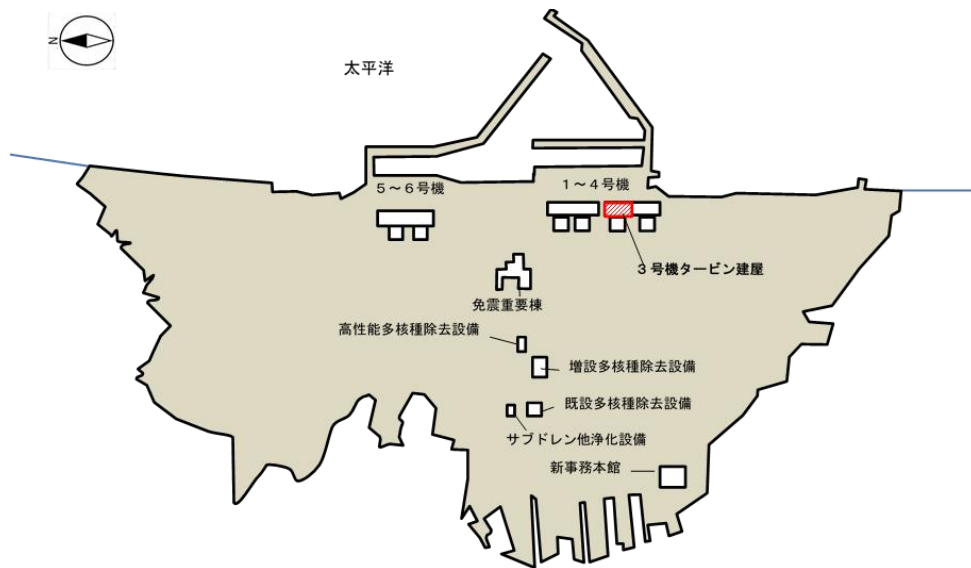 N
太平洋
5～6号機
1～4号機
3号機タービン建屋
免震重要棟
高性能多核種除去設備
増設多核種除去設備
既設多核種除去設備
サブドレン他浄化設備
新事務本館